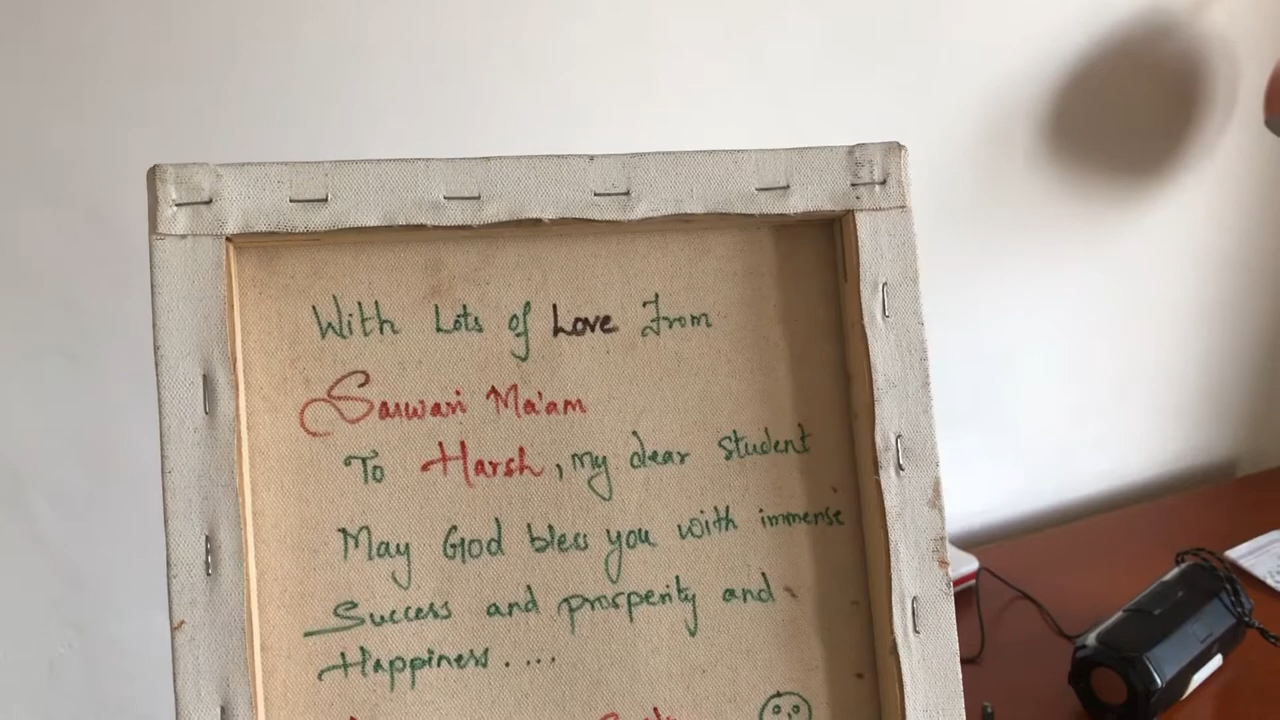 With Lots of Love From
Sarwari Ma'am
To Harsh, my dear student
May God bless you with immense
Success and prosperity and
Happiness....